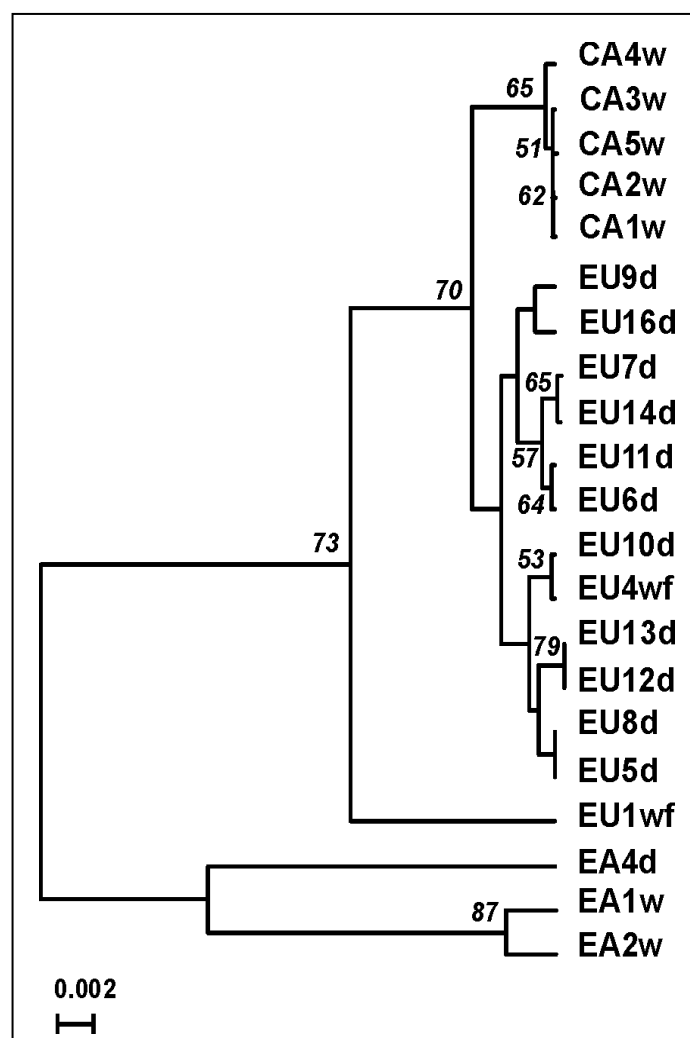 CA4w
65
CA3w
51
CA5w
62
CA2w
CA1w
70
EU9d
EU16d
65
EU7d
EU14d
57
EU11d
64
EU6d
73
53
EU10d
EU4wf
79
EU13d
EU12d
EU8d
EU5d
EU1wf
EA4d
87
EA1w
EA2w
0.002